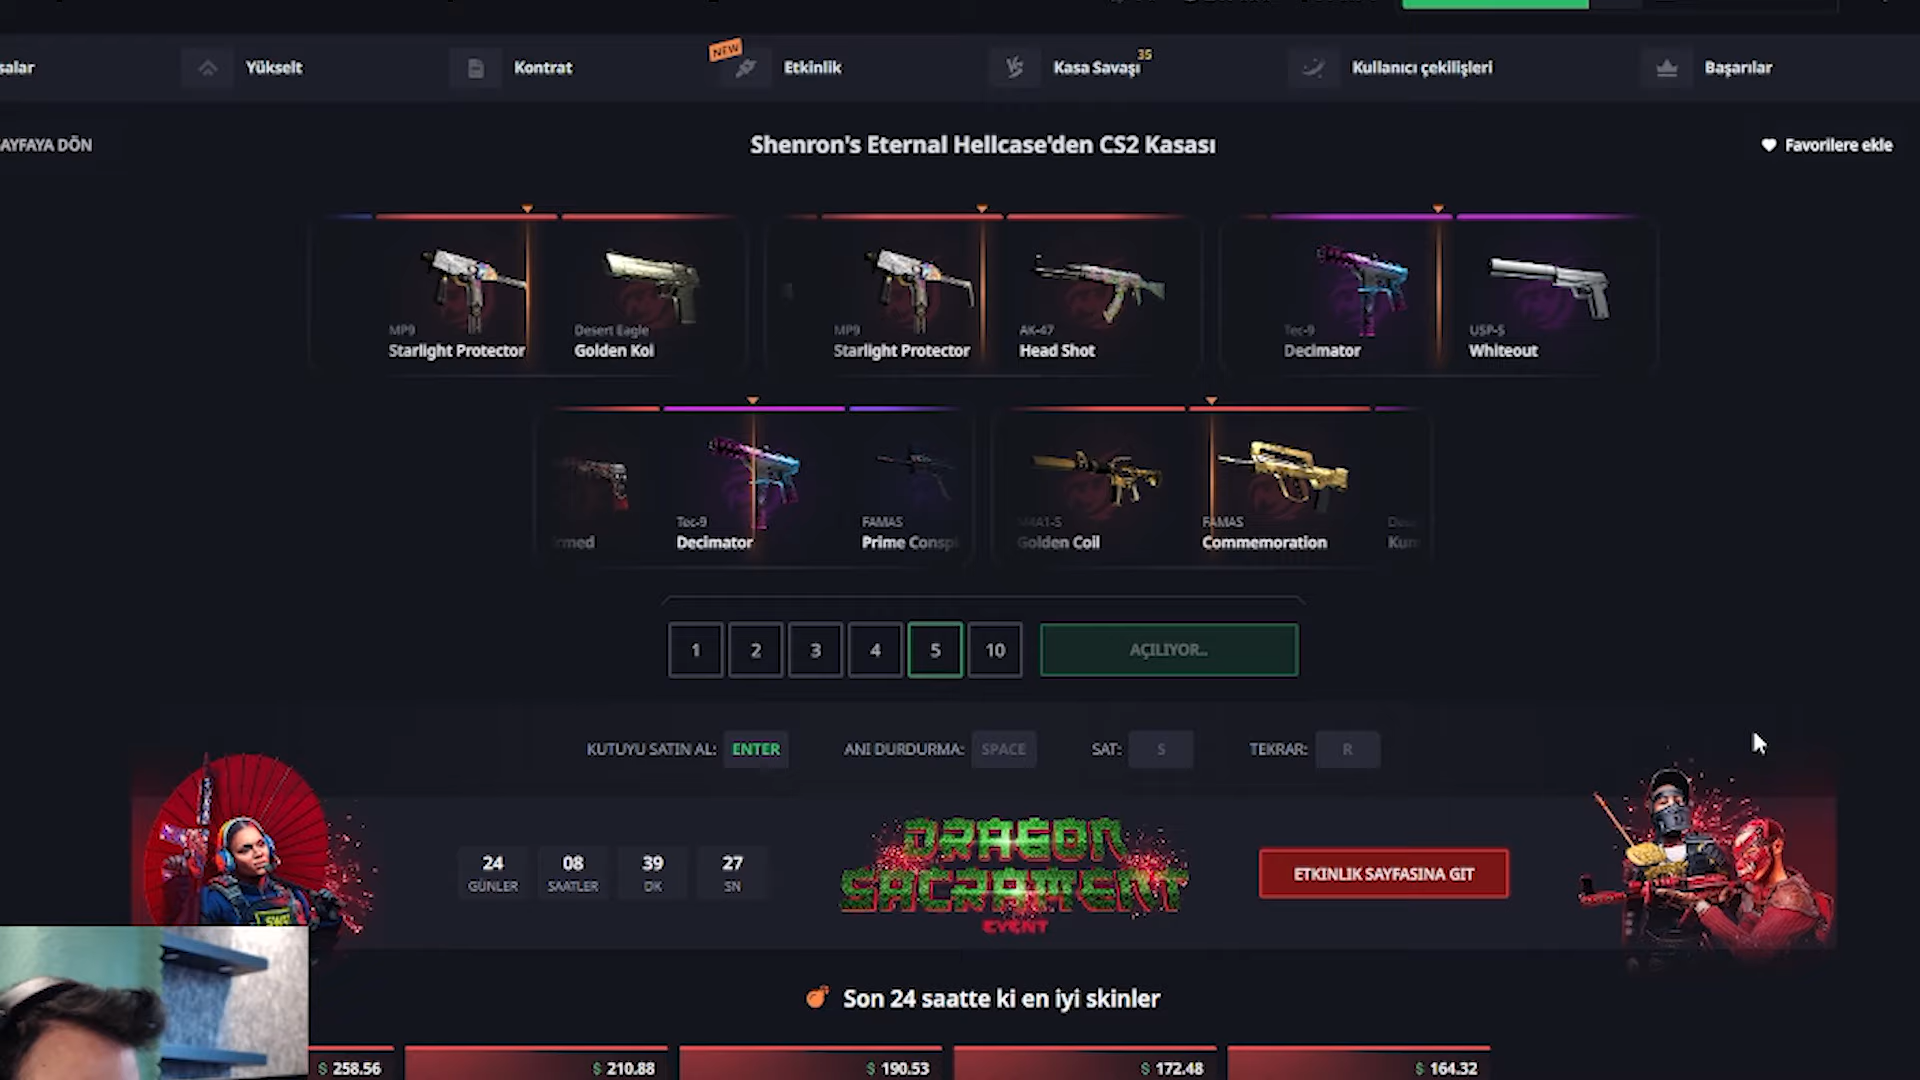 salar
Yükselt
Kontrat
NEW
Etkinlik
Kasa Savaşı
35
Kullanıcı çekilişleri
Başarılar
AYFAYA DÖN
Shenron's Eternal Hellcase'den CS2 Kasası
Favorilere ekle
MP9
Starlight Protector
Desert Eagle
Golden Koi
MP9
Starlight Protector
AK-47
Head Shot
Tec-9
Decimator
USP-S
Whiteout
rmed
Tec-9
Decimator
FAMAS
Prime Conspi
M4A1-S
Golden Coil
FAMAS
Commemoration
1
2
3
4
5
10
AÇILIYOR..
KUTUYU SATIN AL:
ENTER
ANI DURDURMA:
SPACE
SAT:
S
TEKRAR:
R
24
GÜNLER
08
SAATLER
39
DK
27
SN
DRAGON
SACRAMENT
EVENT
ETKINLIK SAYFASINA GIT
Son 24 saatte ki en iyi skinler
$ 258.56
$ 210.88
$ 190.53
$ 172.48
$ 164.32